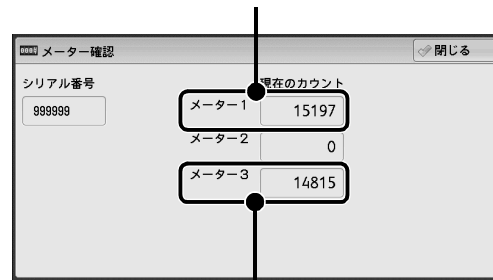 メーター確認
閉じる
シリアル番号
現在のカウント
999999
メーター1
15197
メーター2
0
メーター3
14815